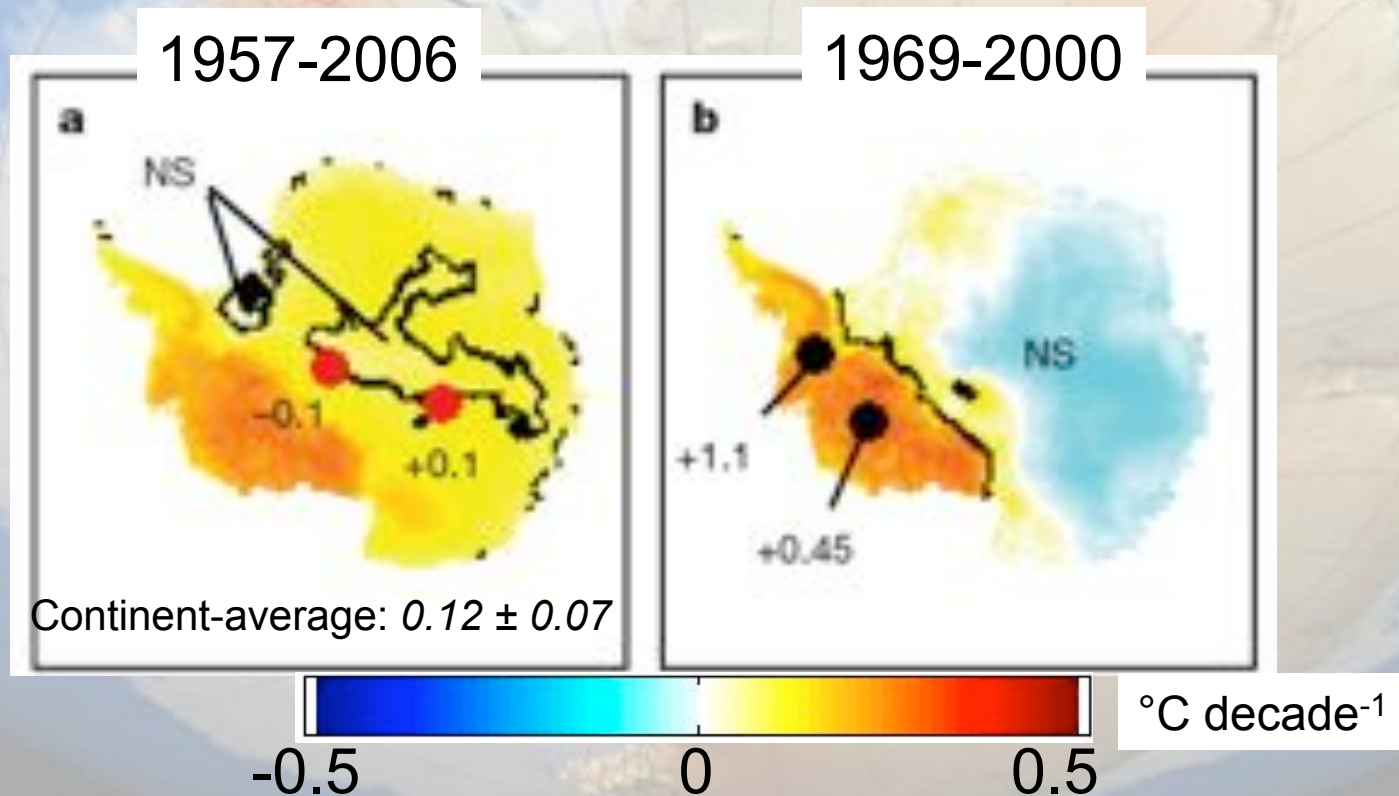 1957-2006
1969-2000
a
b
NS
NS
-0.1
+0.1
+1.1
+0.45
Continent-average: 0.12 ± 0.07
°C decade-1
-0.5
0
0.5